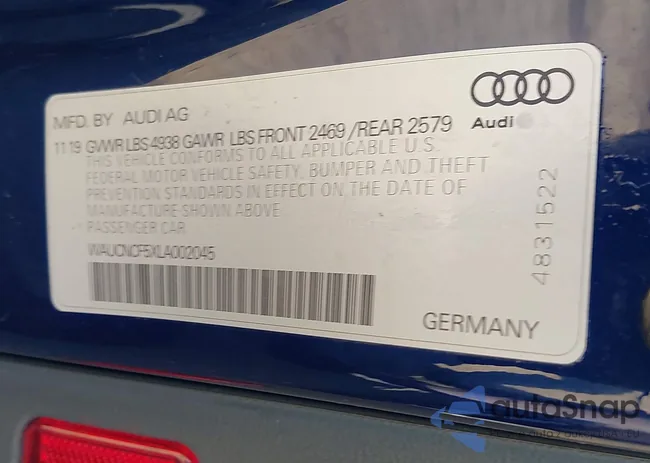 MFD. BY AUDI AG
Audi
11.19 GVWR LBS 4938 GAWR LBS FRONT 2469 /REAR 2579
THIS VEHICLE CONFORMS TO ALL APPLICABLE U.S.
FEDERAL MOTOR VEHICLE SAFETY, BUMPER AND THEFT
PREVENTION STANDARDS IN EFFECT ON THE DATE OF
MANUFACTURE SHOWN ABOVE
PASSENGER CAR
WAUCNCF5XLA002045
4831522
GERMANY
autoSnap